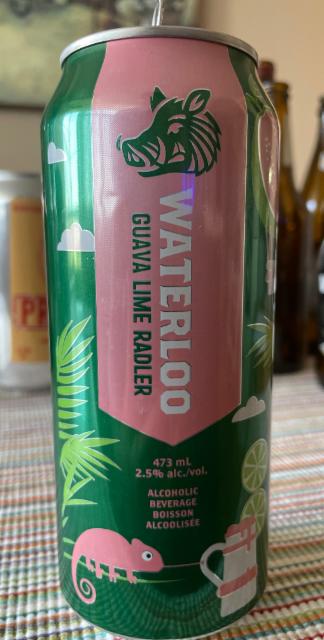 WATERLOO
GUAVA LIME RADLER
473 mL
2.5% alc./vol.
ALCOHOLIC
BEVERAGE
BOISSON
ALCOOLISÉE